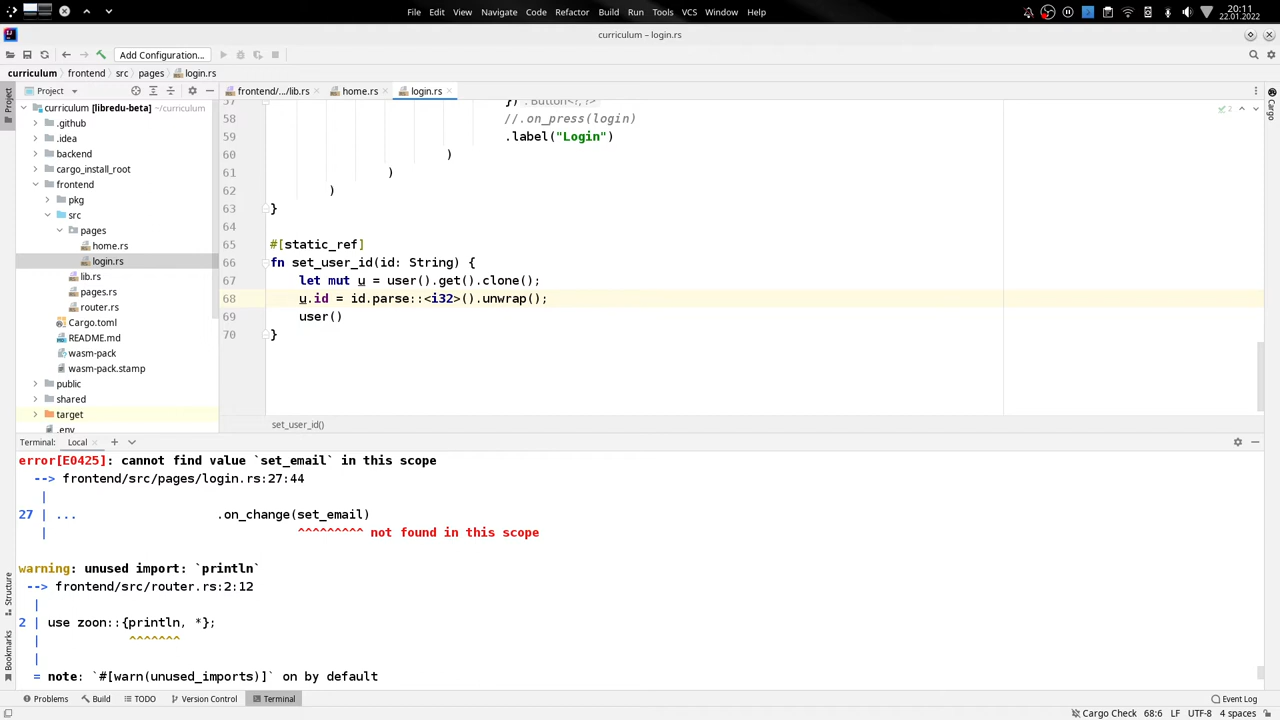 File Edit View Navigate Code Refactor Build Run Tools VCS Window Help
20:11
22.01.2022
curriculum – login.rs
Add Configuration...
curriculum frontend src pages login.rs
Project
frontend/.../lib.rs
home.rs
login.rs
Project
Structure
Bookmarks
Cargo
curriculum [libredu-beta] (~/curriculum)
.github
.idea
backend
cargo_install_root
frontend
pkg
src
pages
home.rs
login.rs
lib.rs
pages.rs
router.rs
Cargo.toml
README.md
wasm-pack
wasm-pack.stamp
public
shared
target
.env
2
57 }) : Button<?,?>
58 //.on_press(login)
59 .label("Login")
60 )
61 )
62 )
63 }
64
65 #[static_ref]
66 fn set_user_id(id: String) {
67 let mut u = user().get().clone();
68 u.id = id.parse::<i32>().unwrap();
69 user()
70 }
set_user_id()
Terminal: Local
error[E0425]: cannot find value `set_email` in this scope
--> frontend/src/pages/login.rs:27:44
|
27 | ... .on_change(set_email)
| ^^^^^^^^^ not found in this scope
warning: unused import: `println`
--> frontend/src/router.rs:2:12
|
2 | use zoon::{println, *};
| ^^^^^^^
|
= note: `#[warn(unused_imports)]` on by default
Problems Build TODO Version Control Terminal Event Log
Cargo Check 68:6 LF UTF-8 4 spaces